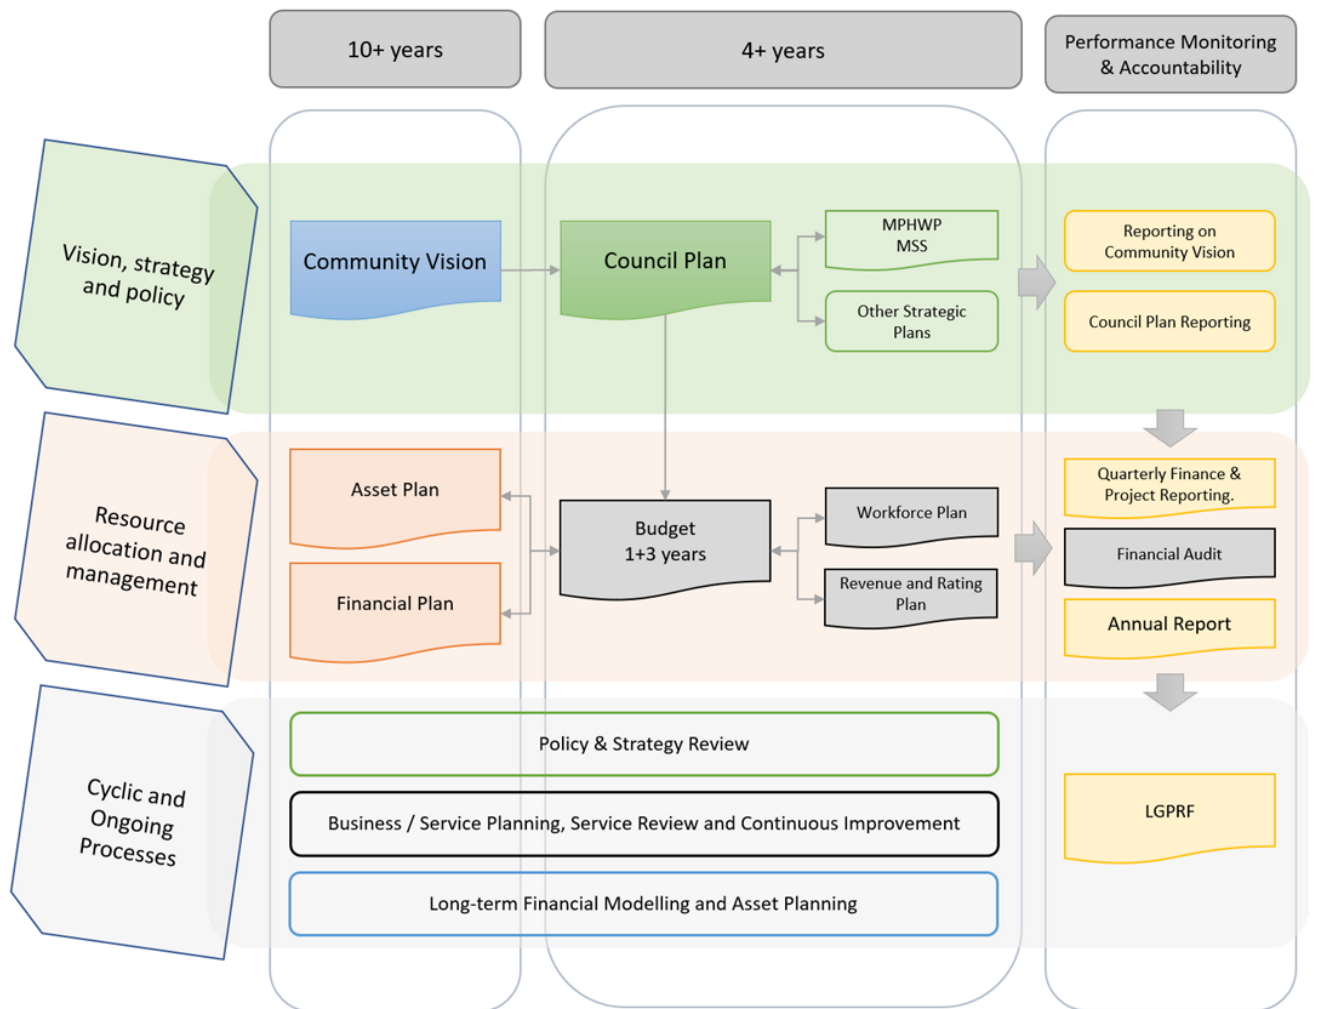 10+ years
4+ years
Performance Monitoring
& Accountability
Vision, strategy
and policy
Community Vision
Council Plan
MPHWP
MSS
Other Strategic
Plans
Reporting on
Community Vision
Council Plan Reporting
Resource
allocation and
management
Asset Plan
Financial Plan
Budget
1+3 years
Workforce Plan
Revenue and Rating
Plan
Quarterly Finance &
Project Reporting.
Financial Audit
Annual Report
Cyclic and
Ongoing
Processes
Policy & Strategy Review
Business / Service Planning, Service Review and Continuous Improvement
Long-term Financial Modelling and Asset Planning
LGPRF